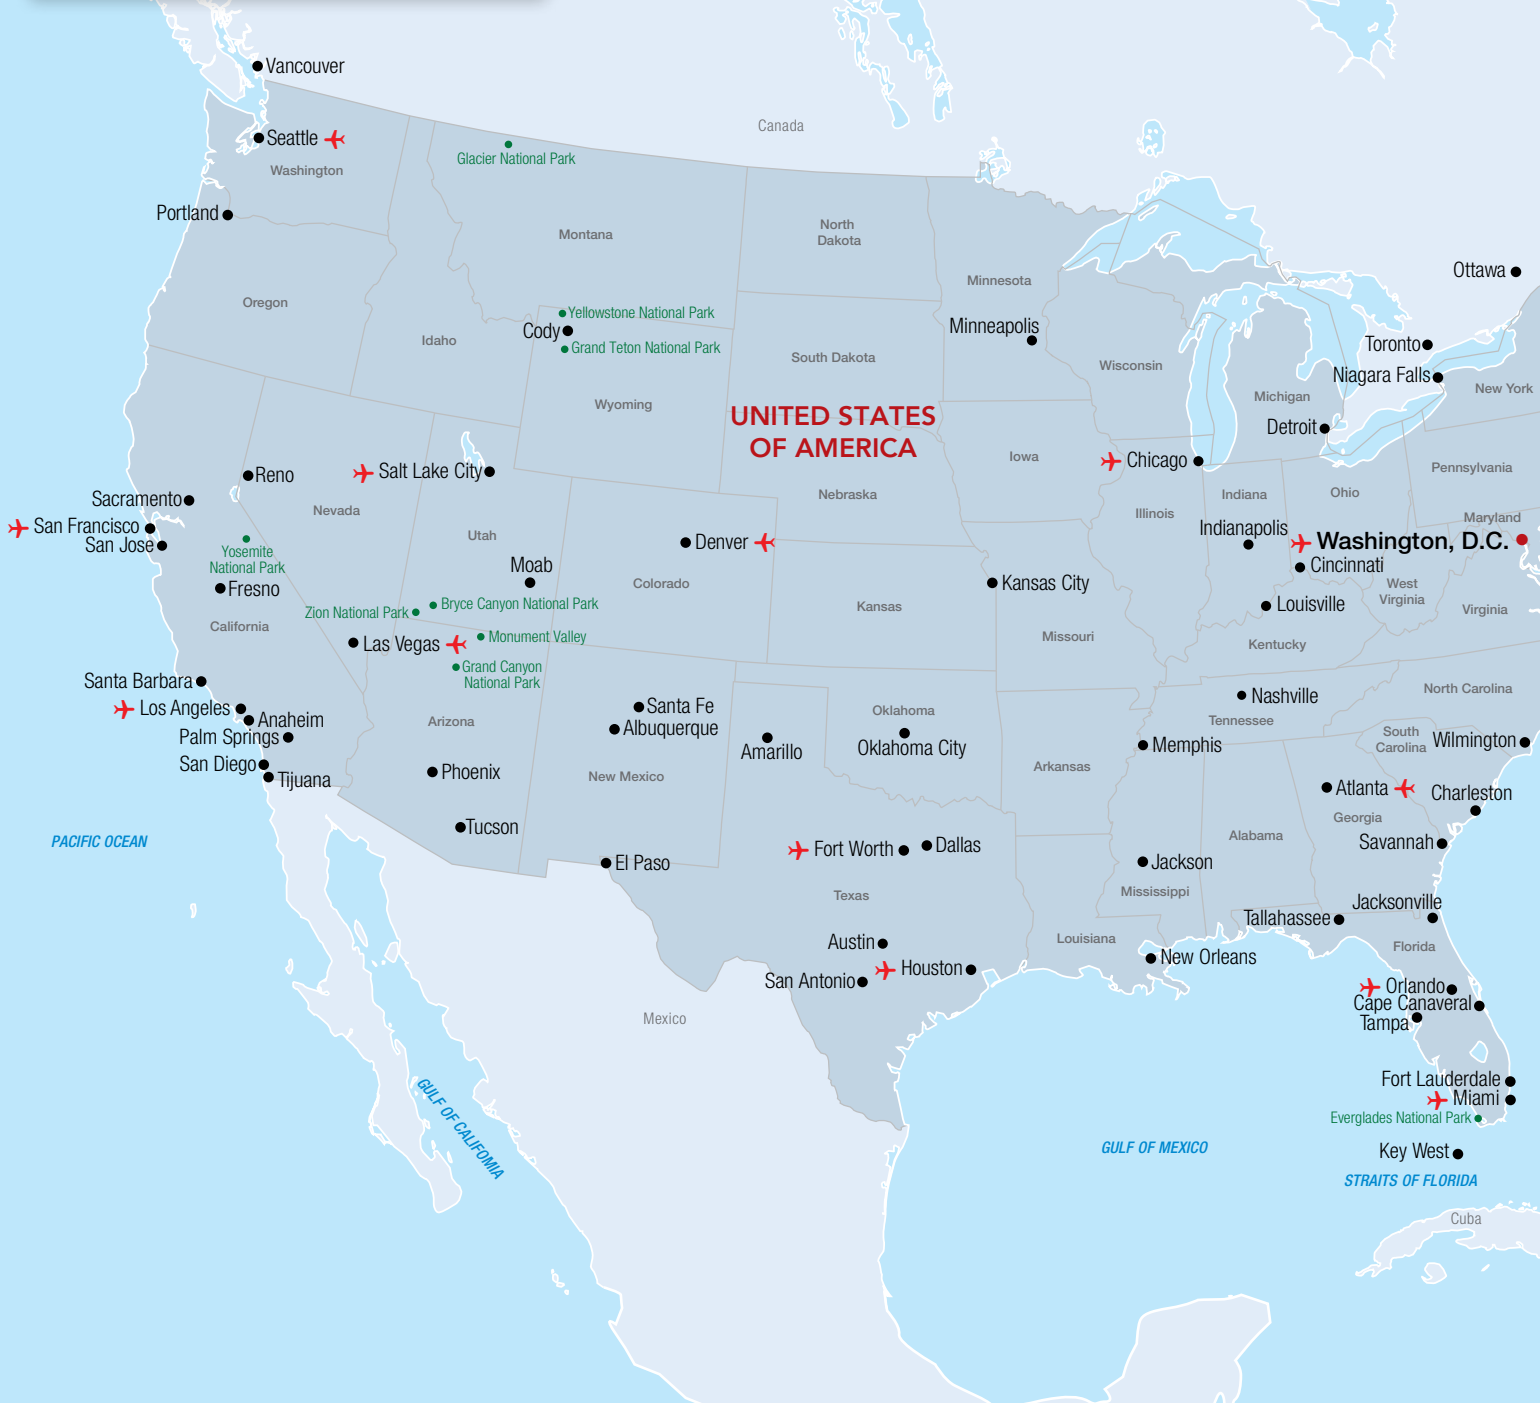 Vancouver
Canada
Seattle
Glacier National Park
Washington
Portland
Montana
North
Dakota
Ottawa
Minnesota
Oregon
Yellowstone National Park
Cody
Minneapolis
Idaho
Grand Teton National Park
South Dakota
Toronto
Wisconsin
Niagara Falls
New York
Michigan
Wyoming
UNITED STATES
OF AMERICA
Detroit
Iowa
Chicago
Pennsylvania
Salt Lake City
Reno
Nebraska
Indiana
Ohio
Sacramento
Nevada
Illinois
Maryland
San Francisco
Utah
Indianapolis
San Jose
Denver
Washington, D.C.
Yosemite
National Park
Moab
Cincinnati
Colorado
Kansas City
West
Virginia
Fresno
Bryce Canyon National Park
Zion National Park
Kansas
Louisville
Virginia
California
Monument Valley
Missouri
Las Vegas
Kentucky
Grand Canyon
National Park
Santa Barbara
North Carolina
Nashville
Los Angeles
Santa Fe
Oklahoma
Anaheim
Arizona
Albuquerque
Tennessee
Palm Springs
Amarillo
Oklahoma City
Memphis
South
Carolina
Wilmington
San Diego
Phoenix
New Mexico
Arkansas
Tijuana
Atlanta
Charleston
Georgia
Tucson
PACIFIC OCEAN
Alabama
Savannah
Fort Worth
Dallas
El Paso
Jackson
Texas
Mississippi
Jacksonville
Tallahassee
Austin
Louisiana
Florida
New Orleans
Houston
San Antonio
Orlando
Cape Canaveral
Tampa
Mexico
Fort Lauderdale
Miami
GULF OF CALIFOMIA
Everglades National Park
GULF OF MEXICO
Key West
STRAITS OF FLORIDA
Cuba